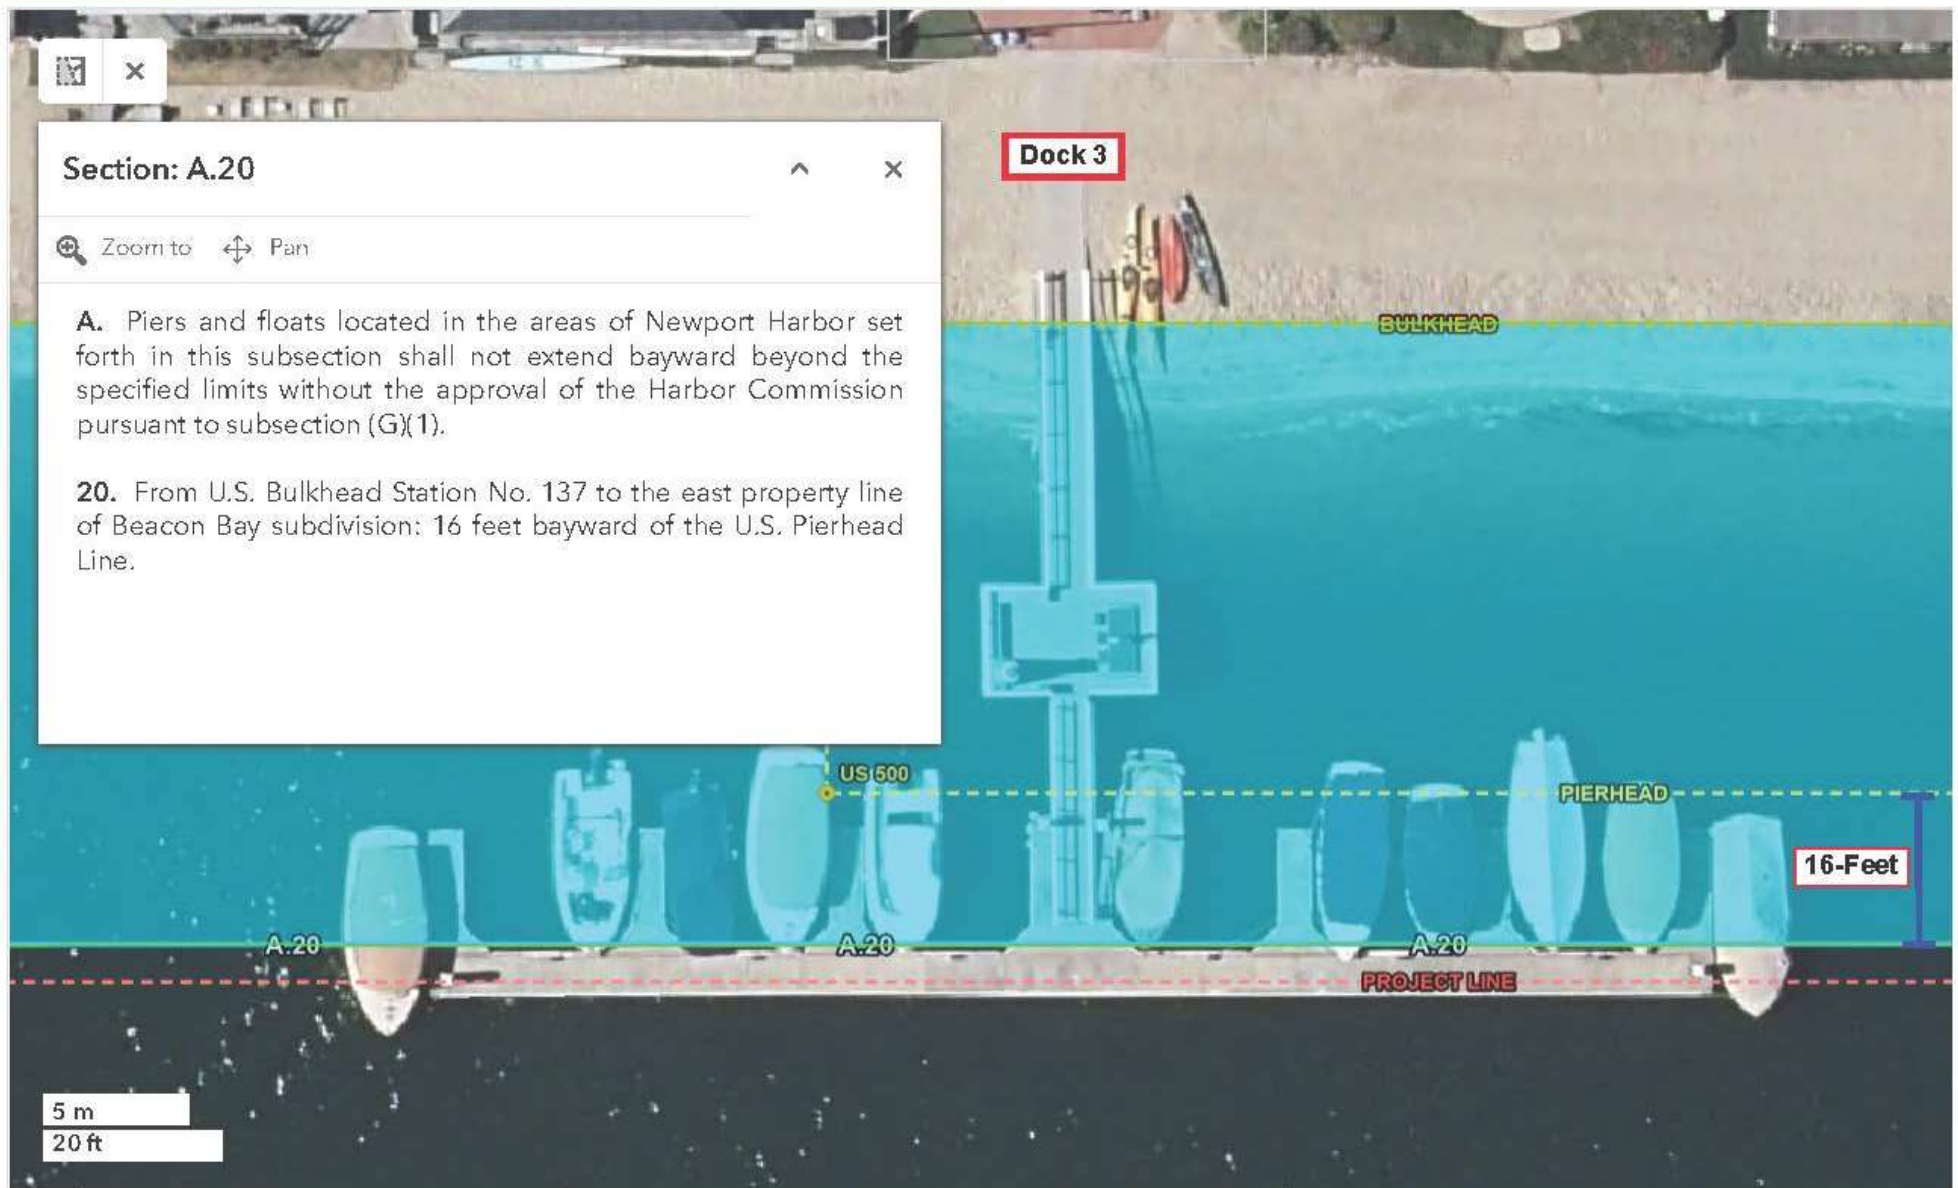 Section: A.20
Zoom to Pan
A. Piers and floats located in the areas of Newport Harbor set
forth in this subsection shall not extend bayward beyond the
specified limits without the approval of the Harbor Commission
pursuant to subsection (G)(1).
20. From U.S. Bulkhead Station No. 137 to the east property line
of Beacon Bay subdivision: 16 feet bayward of the U.S. Pierhead
Line.
Dock 3
BULKHEAD
US 500
PIERHEAD
16-Feet
A.20 A.20 A.20
PROJECT LINE
5 m
20 ft